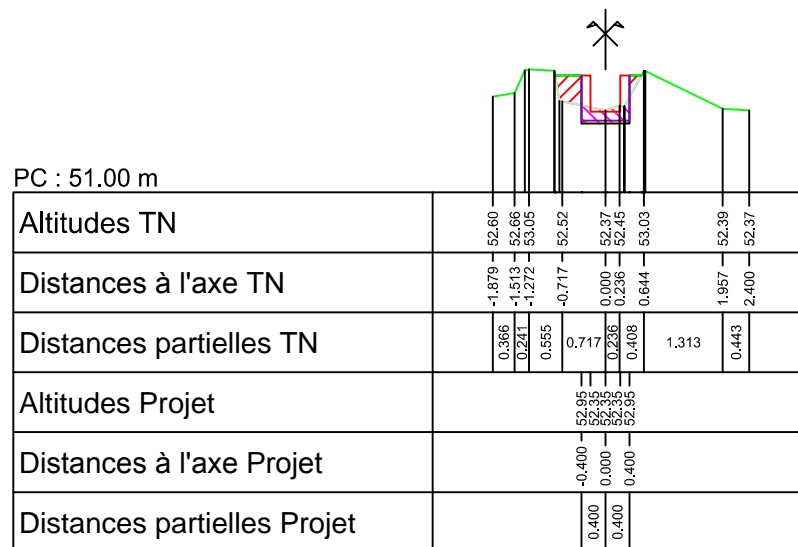 PC : 51.00 m
Altitudes TN 52.60 52.66 53.05 52.52 52.37 52.45 53.03 52.39 52.37
Distances à l'axe TN -1.879 -1.513 -1.272 -0.717 0.000 0.236 0.644 1.957 2.400
Distances partielles TN 0.366 0.241 0.555 0.717 0.236 0.408 1.313 0.443
Altitudes Projet 52.95 52.35 52.35 52.35 52.95
Distances à l'axe Projet -0.400 0.000 0.400
Distances partielles Projet 0.400 0.400